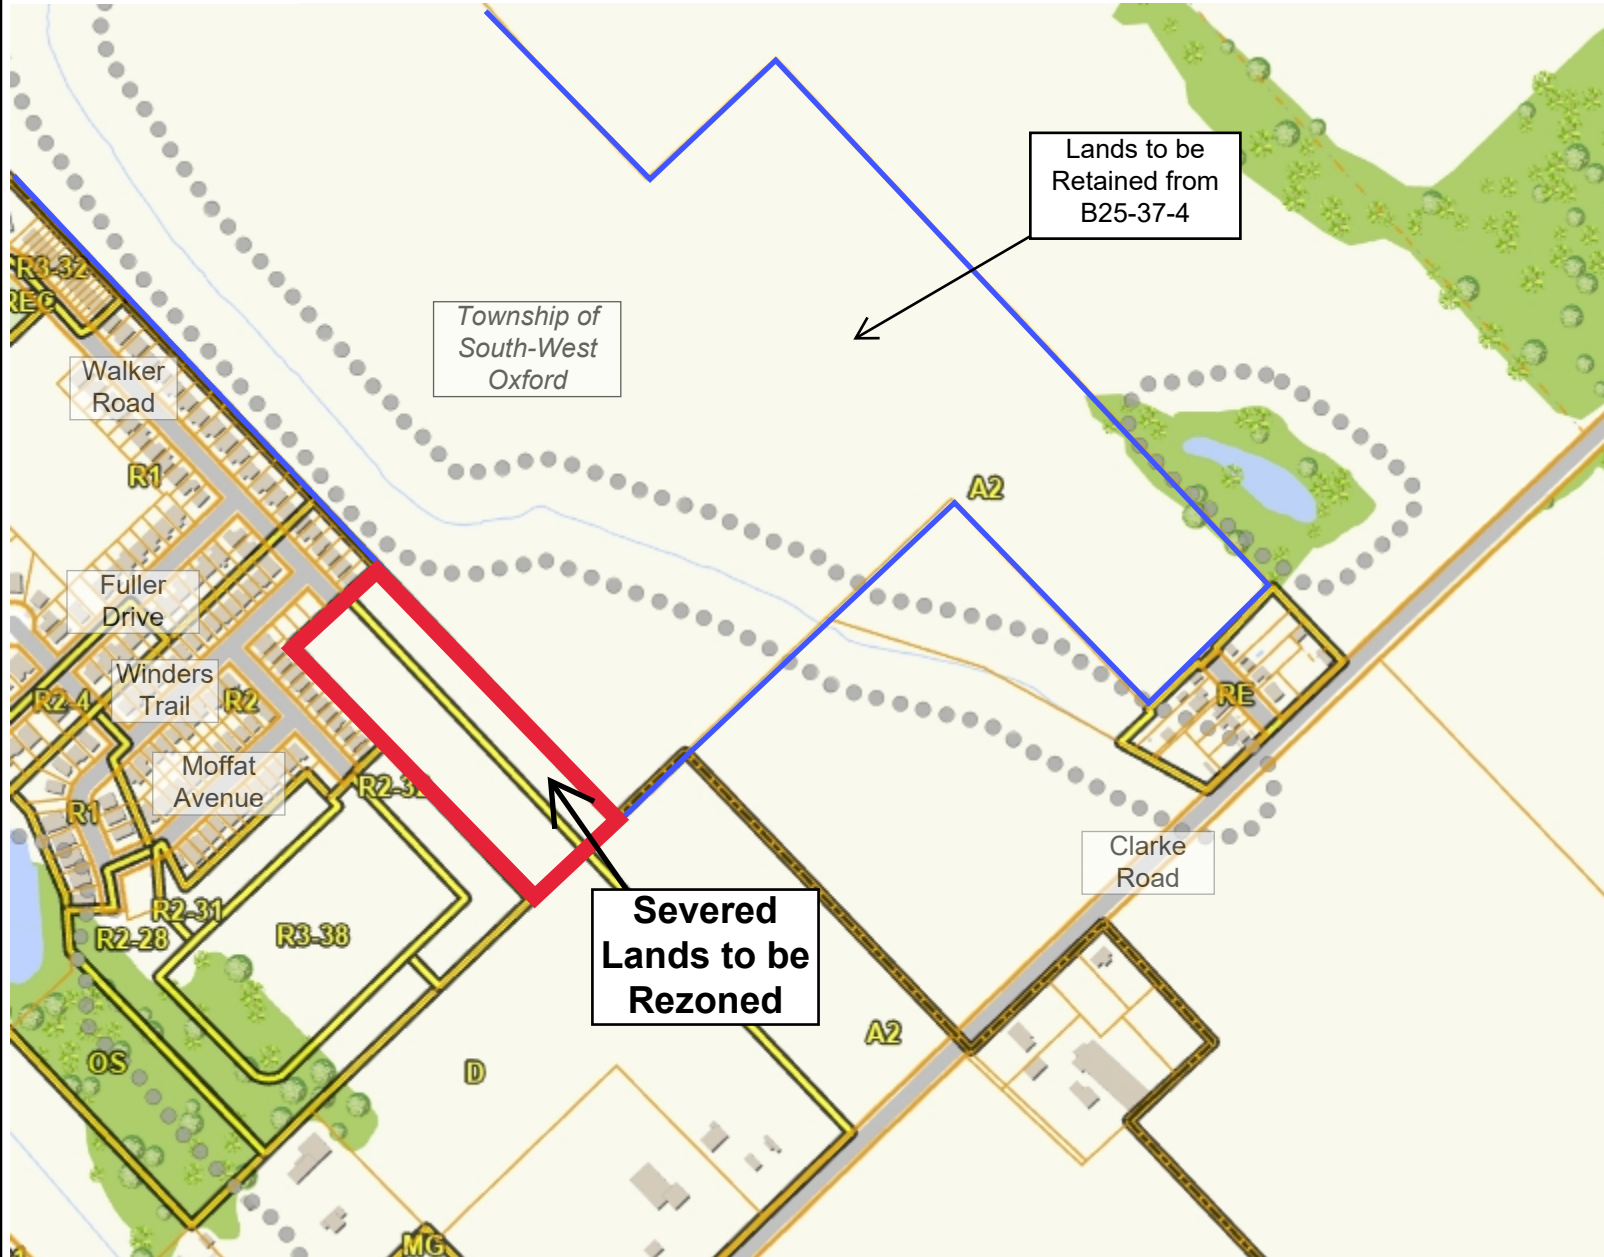 Lands to be
Retained from
B25-37-4
R3-32
REC
Township of
South-West
Oxford
Walker
Road
R1
A2
Fuller
Drive
Winders
Trail
R2-4
R2
RE
Moffat
Avenue
R1
Clarke
Road
R2-31
R2-28
R3-38
Severed
Lands to be
Rezoned
A2
OS
D
MG